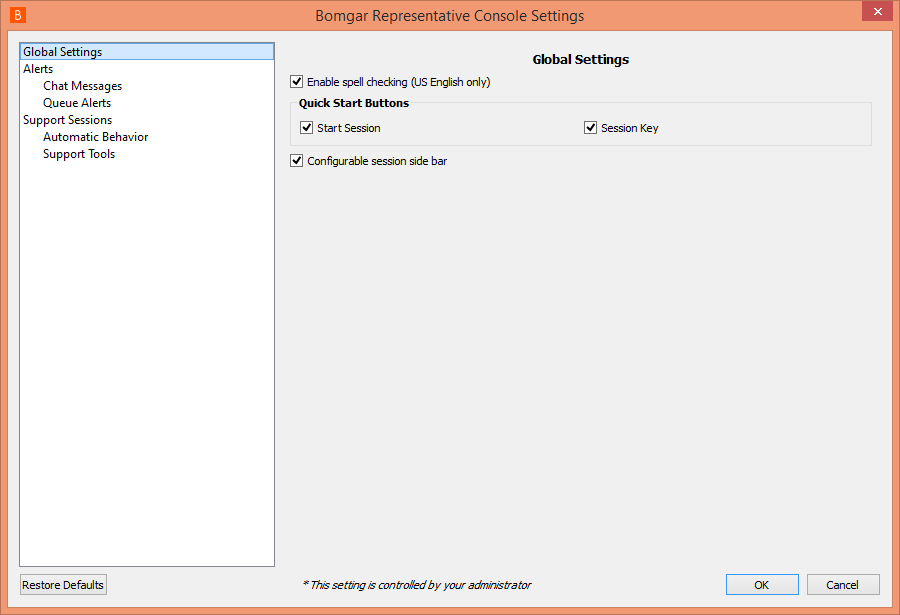 B
Bomgar Representative Console Settings
Global Settings
Alerts
Chat Messages
Queue Alerts
Support Sessions
Automatic Behavior
Support Tools
Global Settings
Enable spell checking (US English only)
Quick Start Buttons
Start Session
Session Key
Configurable session side bar
Restore Defaults
* This setting is controlled by your administrator
OK
Cancel